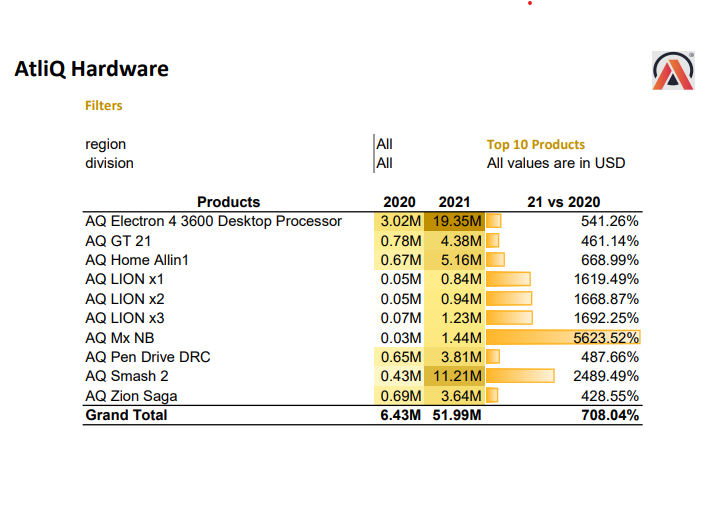 AtliQ Hardware
Filters
region All Top 10 Products
division All All values are in USD
Products 2020 2021 21 vs 2020
AQ Electron 4 3600 Desktop Processor 3.02M 19.35M 541.26%
AQ GT 21 0.78M 4.38M 461.14%
AQ Home Allin1 0.67M 5.16M 668.99%
AQ LION x1 0.05M 0.84M 1619.49%
AQ LION x2 0.05M 0.94M 1668.87%
AQ LION x3 0.07M 1.23M 1692.25%
AQ Mx NB 0.03M 1.44M 5623.52%
AQ Pen Drive DRC 0.65M 3.81M 487.66%
AQ Smash 2 0.43M 11.21M 2489.49%
AQ Zion Saga 0.69M 3.64M 428.55%
Grand Total 6.43M 51.99M 708.04%